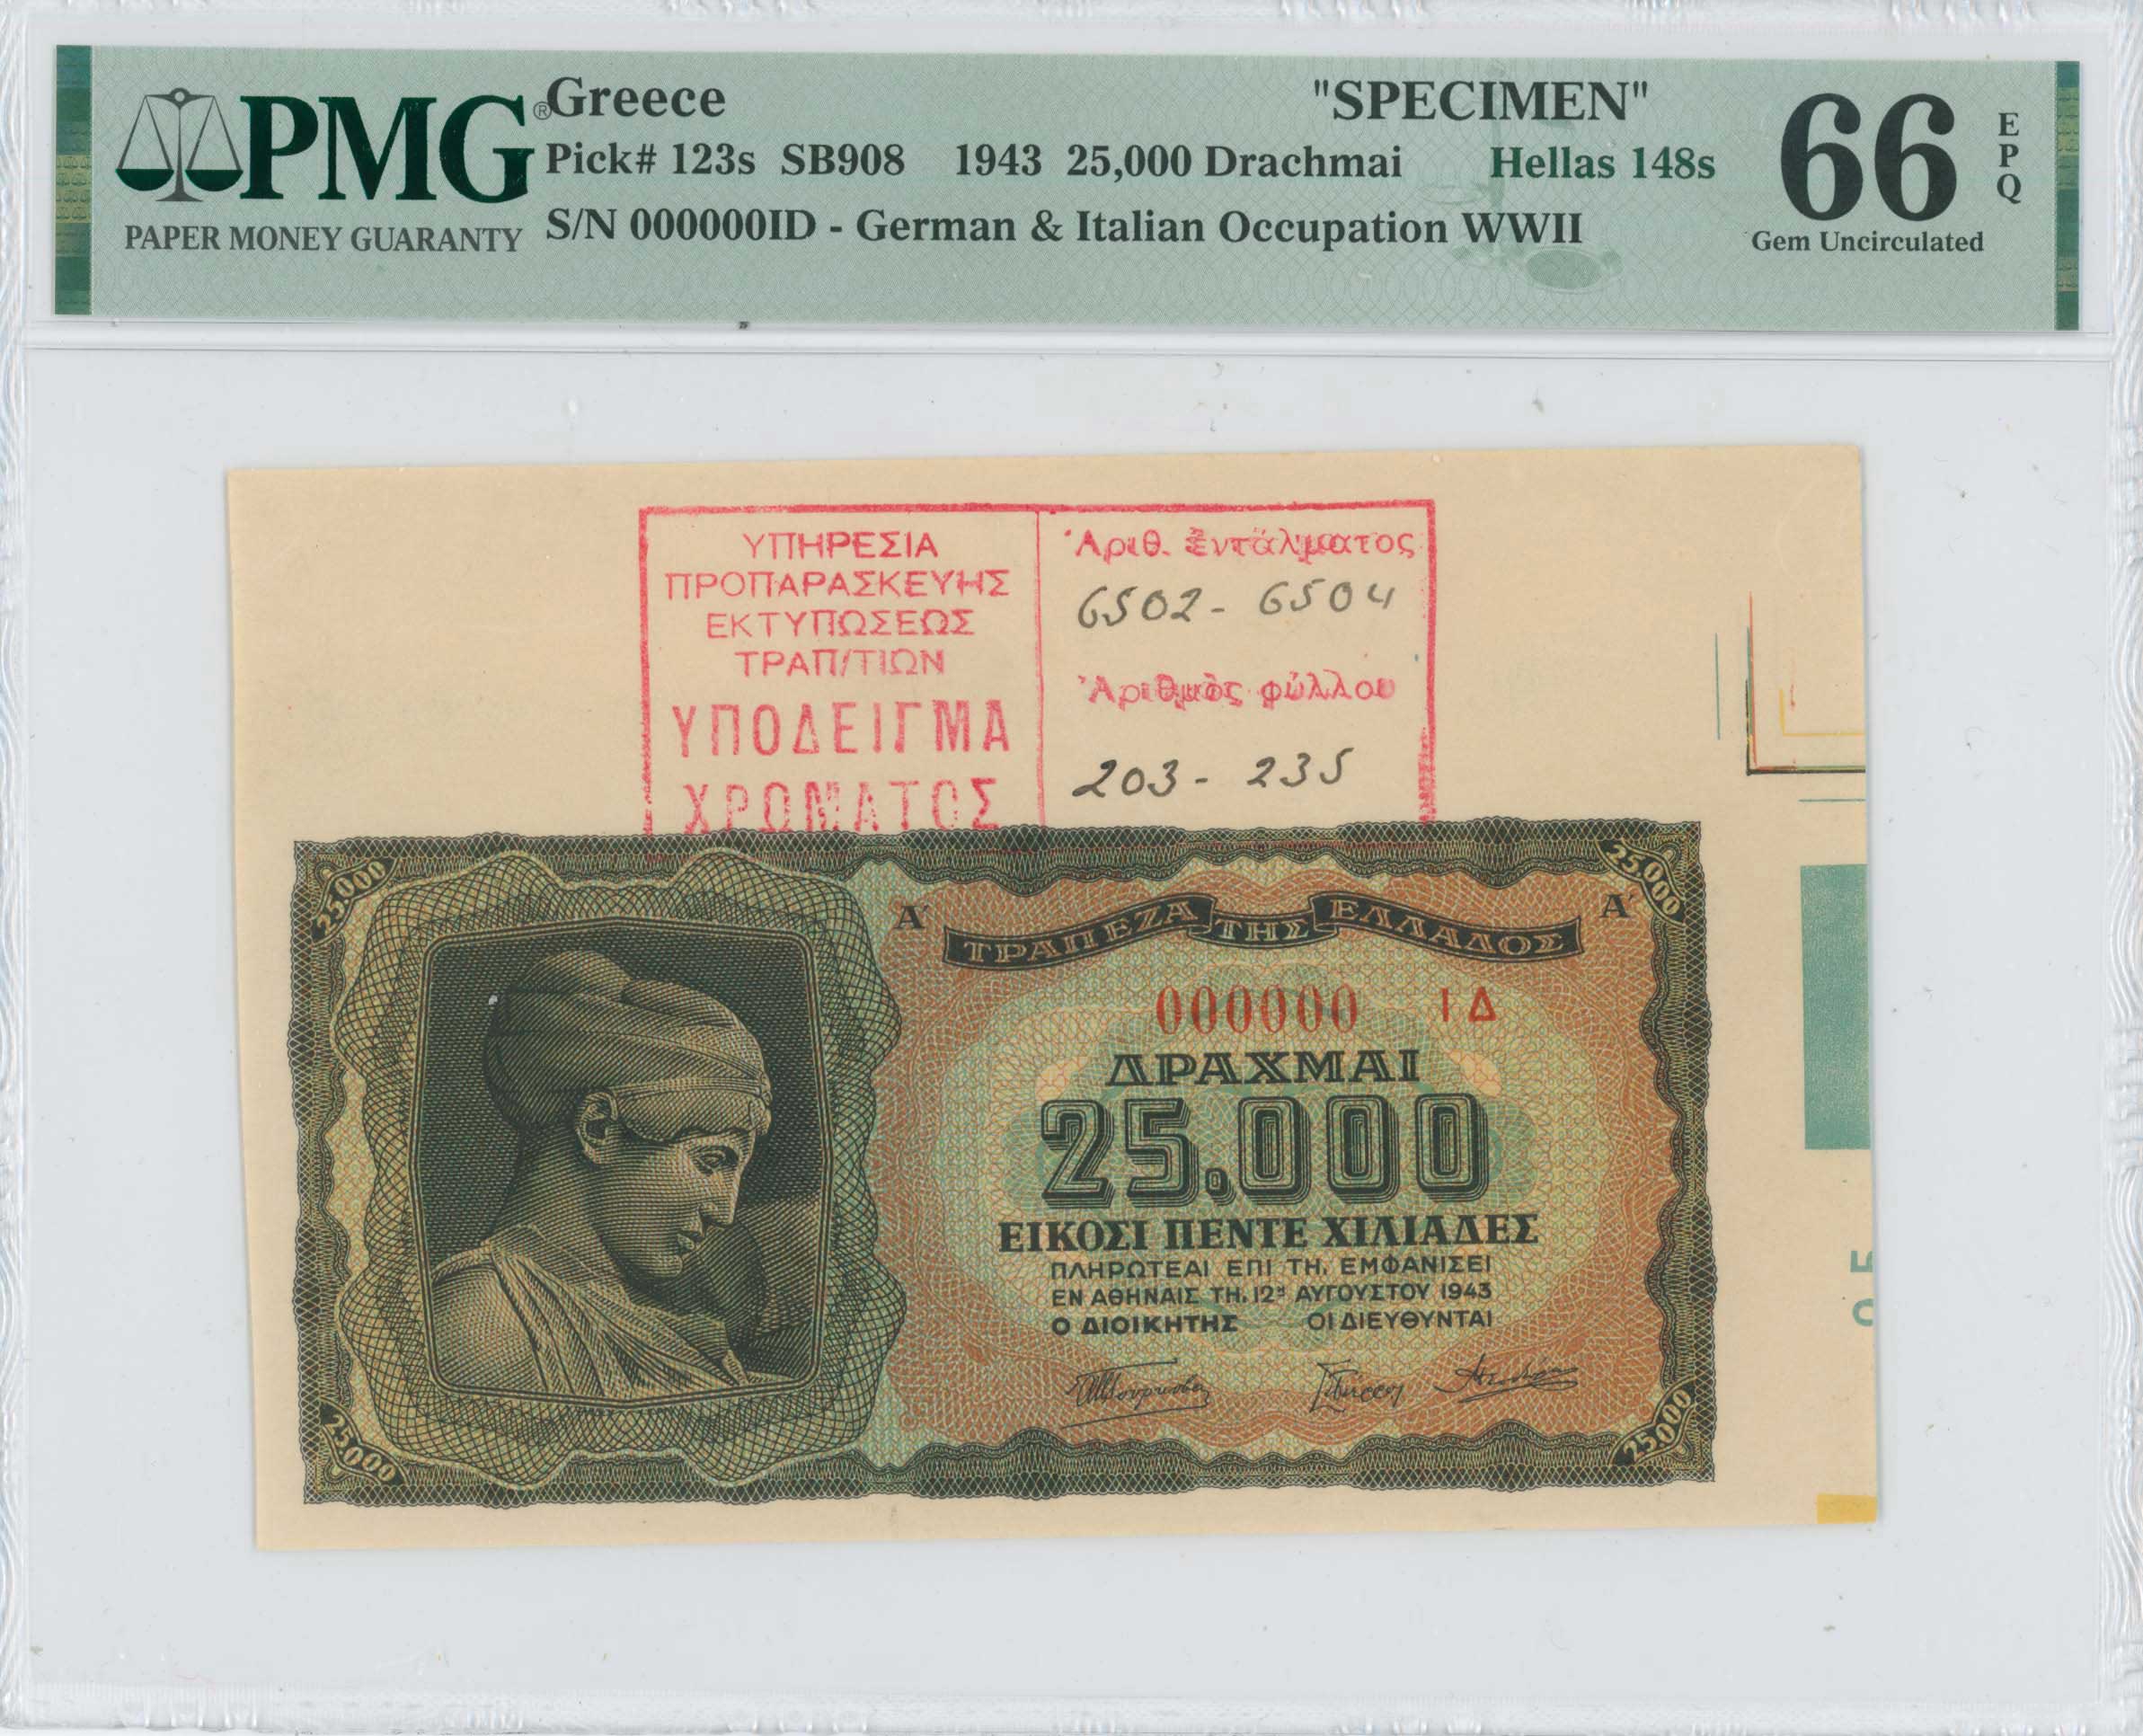 PMG®
PAPER MONEY GUARANTY
Greece "SPECIMEN"
Pick# 123s SB908 1943 25,000 Drachmai Hellas 148s
S/N 000000ID - German & Italian Occupation WWII
66 EPQ
Gem Uncirculated
ΥΠΗΡΕΣΙΑ
ΠΡΟΠΑΡΑΣΚΕΥΗΣ
ΕΚΤΥΠΩΣΕΩΣ
ΤΡΑΠ/ΤΙΩΝ
ΥΠΟΔΕΙΓΜΑ
ΧΡΩΜΑΤΟΣ
Ἀριθ. ἐντάλματος
6502 - 6504
Ἀριθμὸς φύλλου
203 - 235
25.000
25.000
Α΄ Α΄
ΤΡΑΠΕΖΑ ΤΗΣ ΕΛΛΑΔΟΣ
000000 ΙΔ
ΔΡΑΧΜΑΙ
25.000
ΕΙΚΟΣΙ ΠΕΝΤΕ ΧΙΛΙΑΔΕΣ
ΠΛΗΡΩΤΕΑΙ ΕΠΙ ΤΗ, ΕΜΦΑΝΙΣΕΙ
ΕΝ ΑΘΗΝΑΙΣ ΤΗ, 12ῃ ΑΥΓΟΥΣΤΟΥ 1943
Ο ΔΙΟΙΚΗΤΗΣ ΟΙ ΔΙΕΥΘΥΝΤΑΙ
25000
25.000